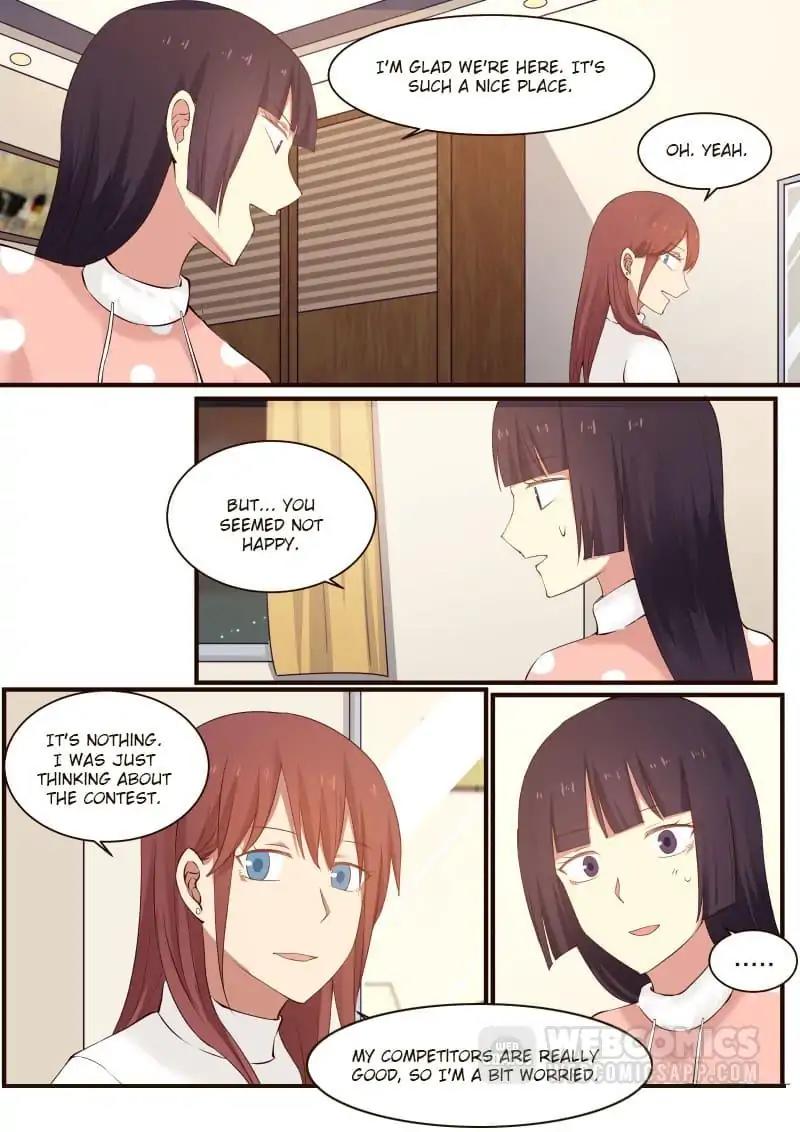 I'M GLAD WE'RE HERE. IT'S
SUCH A NICE PLACE.
OH. YEAH.
BUT... YOU
SEEMED NOT
HAPPY.
IT'S NOTHING.
I WAS JUST
THINKING ABOUT
THE CONTEST.
.....
MY COMPETITORS ARE REALLY
GOOD, SO I'M A BIT WORRIED.
WEBCOMICS
WEBCOMICSAPP.COM